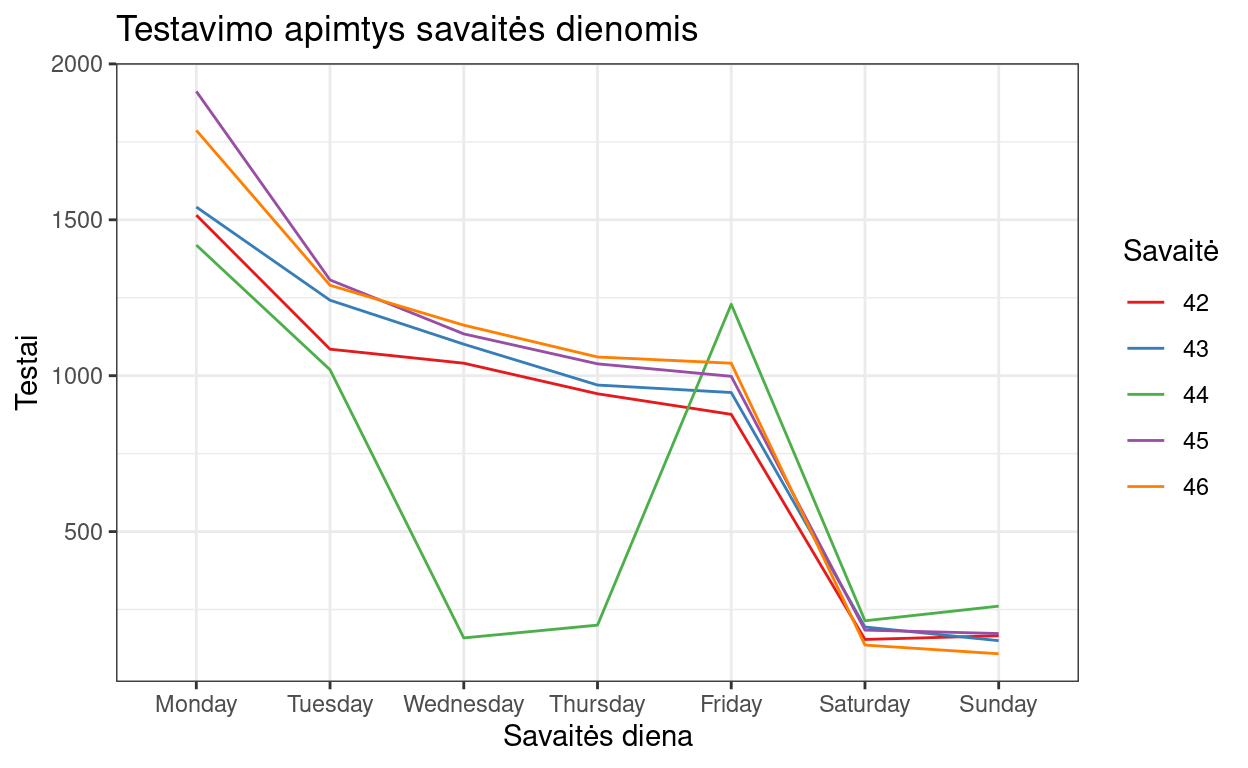 Testavimo apimtys savaitės dienomis
2000
1500
1000
500
Testai
Monday Tuesday Wednesday Thursday Friday Saturday Sunday
Savaitės diena
Savaitė
42
43
44
45
46